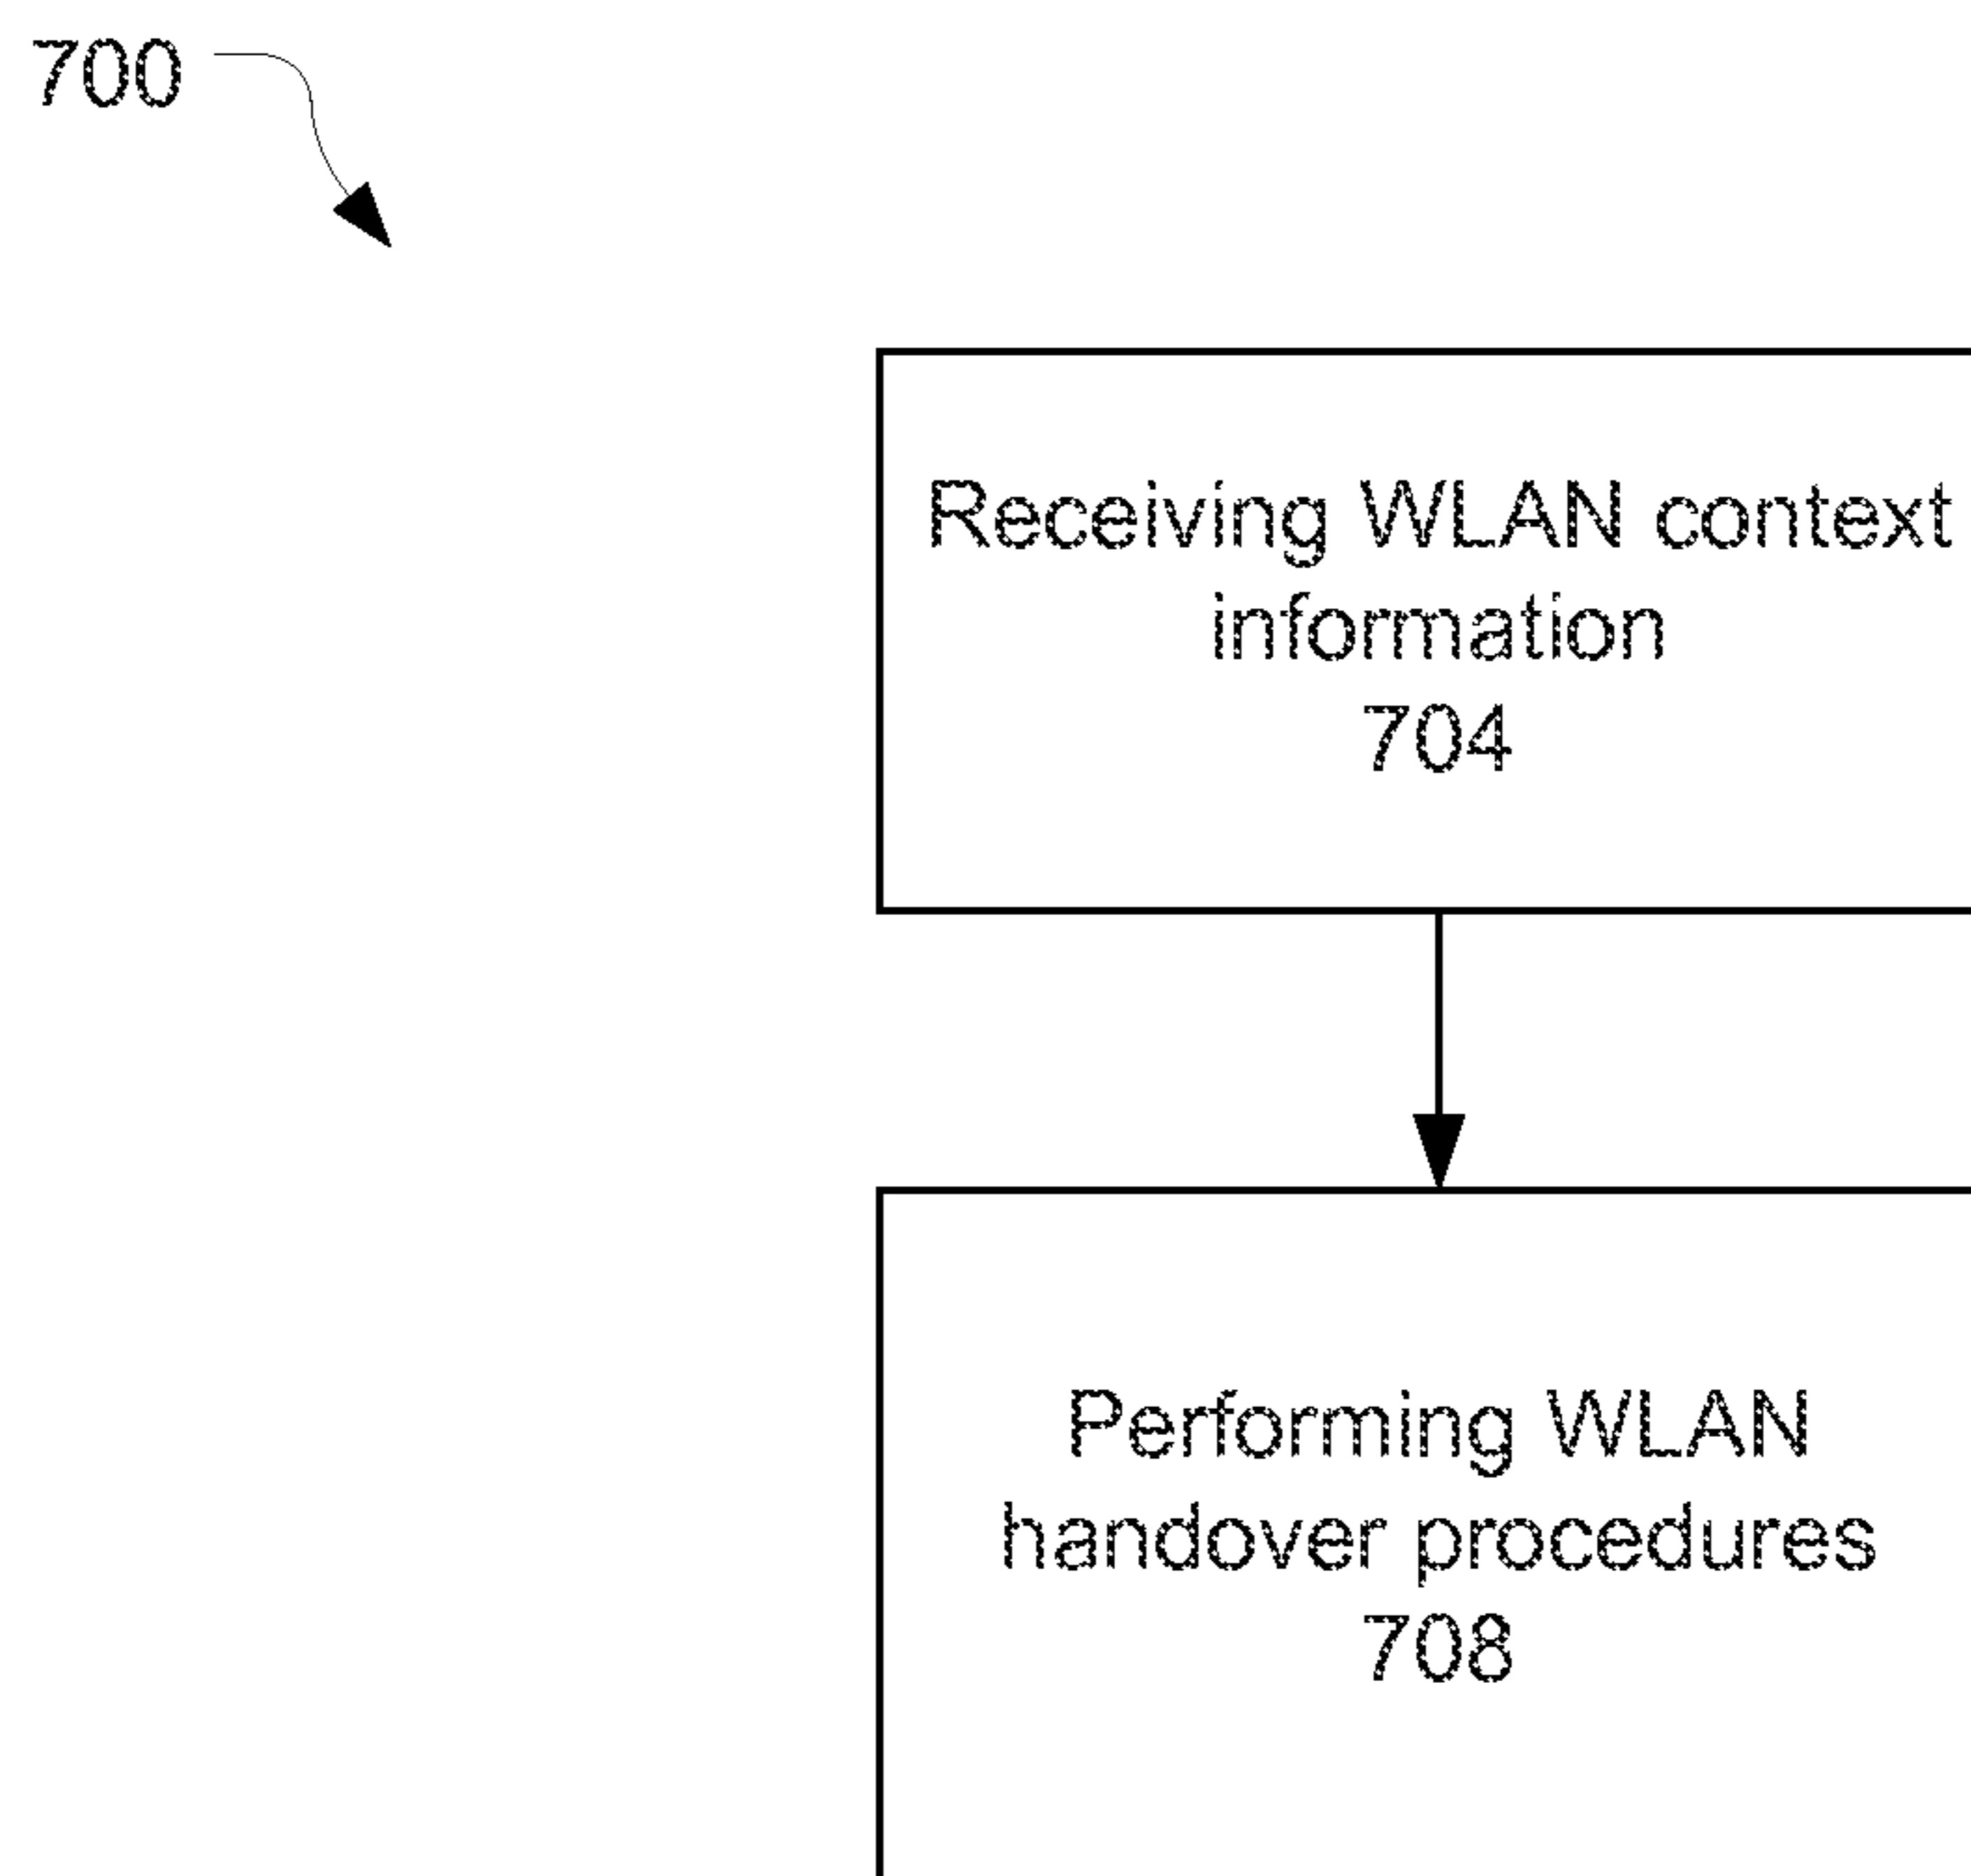 700
Receiving WLAN context
information
704
Performing WLAN
handover procedures
708